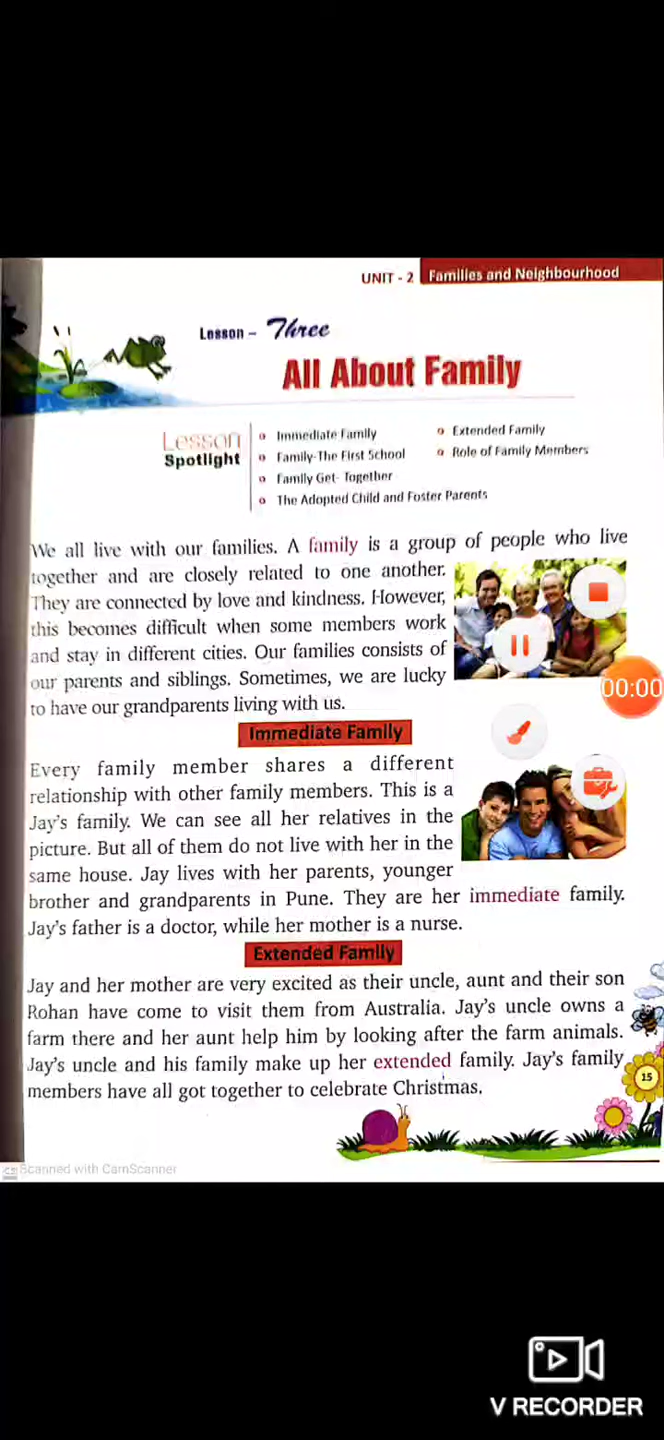 UNIT - 2 Families and Neighbourhood
Lesson - Three
All About Family
Lesson Spotlight
Immediate Family
Family-The First School
Family Get- Together
The Adopted Child and Foster Parents
Extended Family
Role of Family Members
We all live with our families. A family is a group of people who live
together and are closely related to one another.
They are connected by love and kindness. However,
this becomes difficult when some members work
and stay in different cities. Our families consists of
our parents and siblings. Sometimes, we are lucky
to have our grandparents living with us.
00:00
Immediate Family
Every family member shares a different
relationship with other family members. This is a
Jay's family. We can see all her relatives in the
picture. But all of them do not live with her in the
same house. Jay lives with her parents, younger
brother and grandparents in Pune. They are her immediate family.
Jay's father is a doctor, while her mother is a nurse.
Extended Family
Jay and her mother are very excited as their uncle, aunt and their son
Rohan have come to visit them from Australia. Jay's uncle owns a
farm there and her aunt help him by looking after the farm animals.
Jay's uncle and his family make up her extended family. Jay's family
members have all got together to celebrate Christmas.
15
CS Scanned with CamScanner
V RECORDER